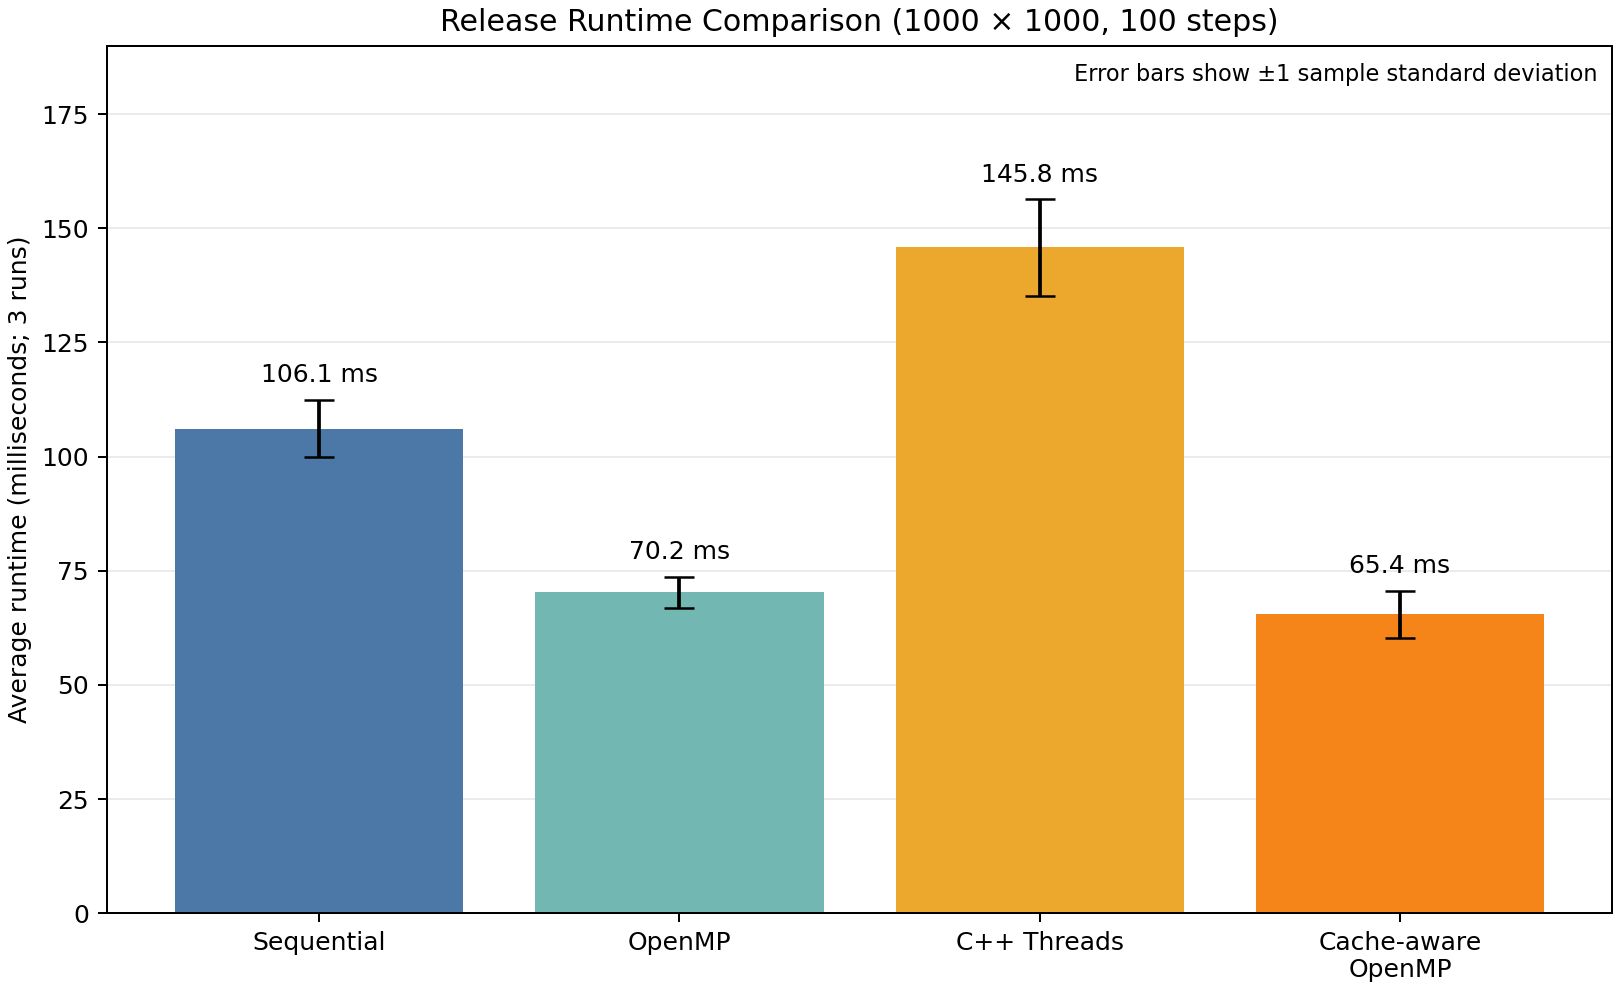 Release Runtime Comparison (1000 × 1000, 100 steps)
Error bars show ±1 sample standard deviation
Average runtime (milliseconds; 3 runs)
175
150
125
100
75
50
25
0
106.1 ms
70.2 ms
145.8 ms
65.4 ms
Sequential
OpenMP
C++ Threads
Cache-aware
OpenMP